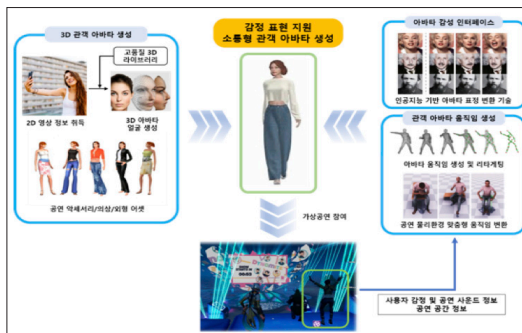 3D 관객 아바타 생성
고품질 3D
라이브러리
2D 영상 정보 취득
3D 아바타
얼굴 생성
공연 악세서리/의상/외형 어셋
감정 표현 지원
소통형 관객 아바타 생성
가상공연 참여
아바타 감성 인터페이스
인공지능 기반 아바타 표정 변환 기술
관객 아바타 움직임 생성
아바타 움직임 생성 및 리타게팅
공연 물리환경 맞춤형 움직임 변환
사용자 감정 및 공연 사운드 정보
공연 공간 정보